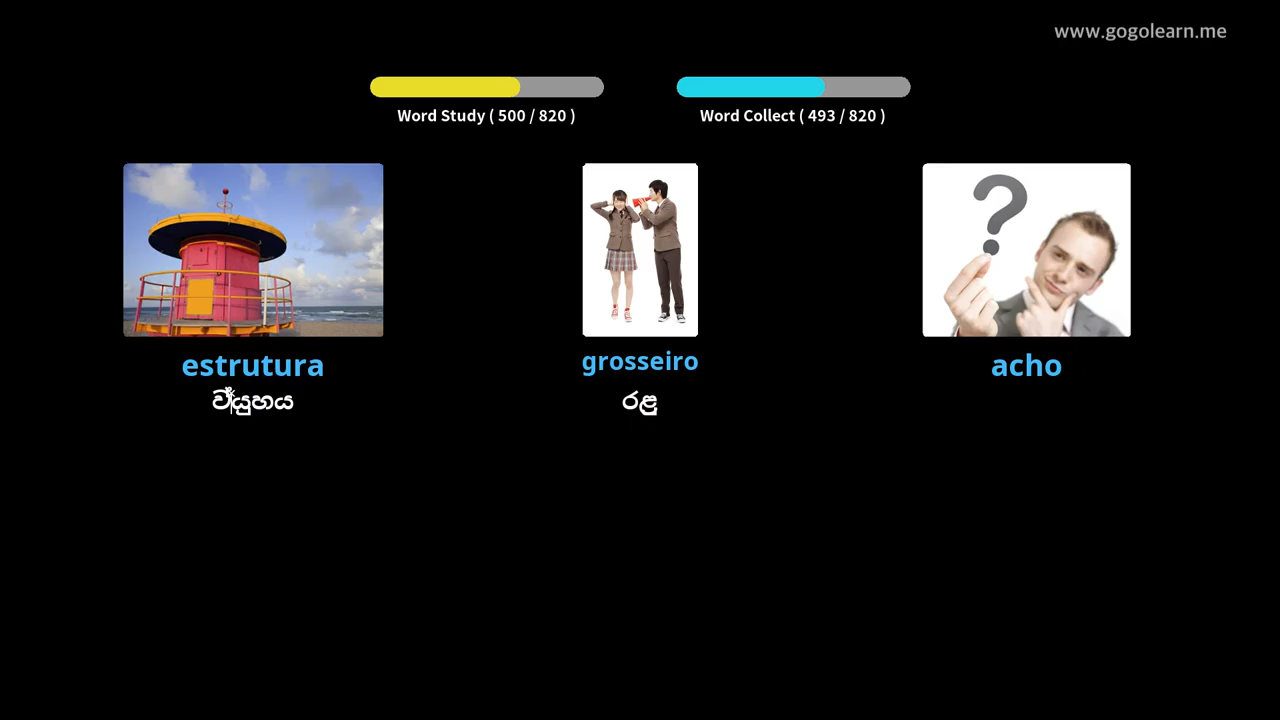 www.gogolearn.me
Word Study ( 500 / 820 )
Word Collect ( 493 / 820 )
estrutura
ව්‍යුහය
grosseiro
රළු
acho